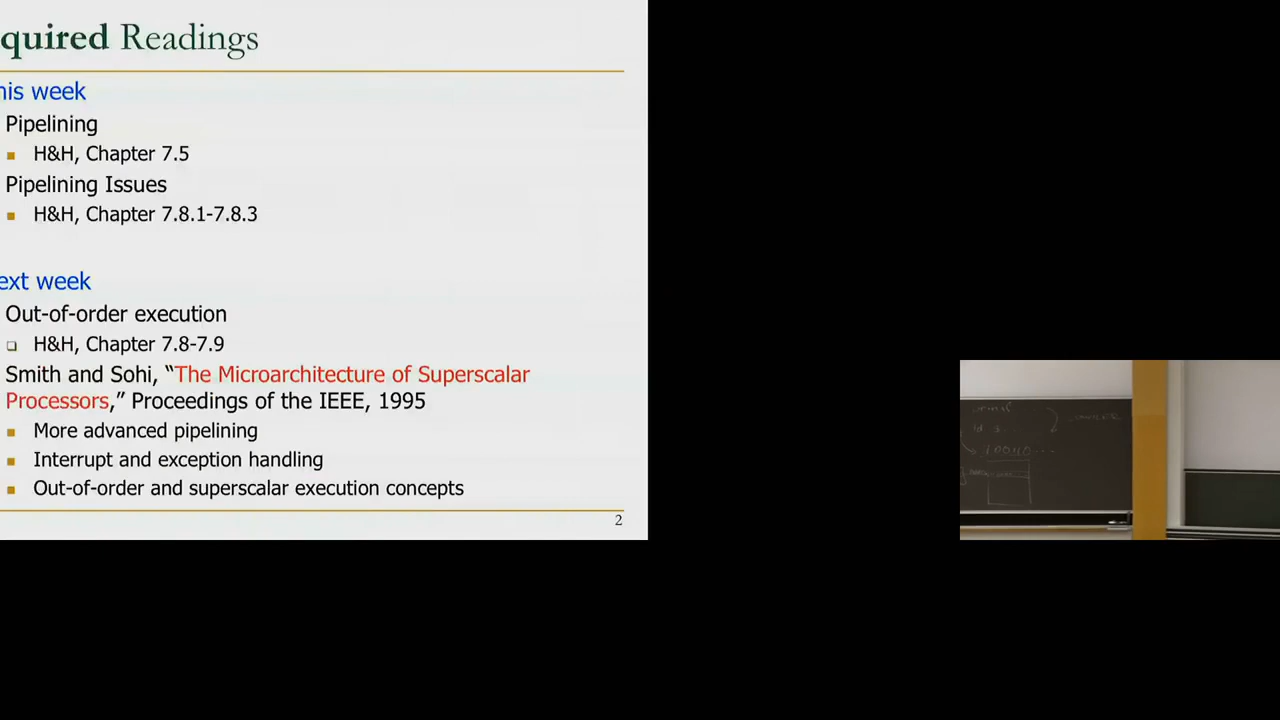 quired Readings
his week
Pipelining
H&H, Chapter 7.5
Pipelining Issues
H&H, Chapter 7.8.1-7.8.3
ext week
Out-of-order execution
H&H, Chapter 7.8-7.9
Smith and Sohi, “The Microarchitecture of Superscalar
Processors,” Proceedings of the IEEE, 1995
More advanced pipelining
Interrupt and exception handling
Out-of-order and superscalar execution concepts
2